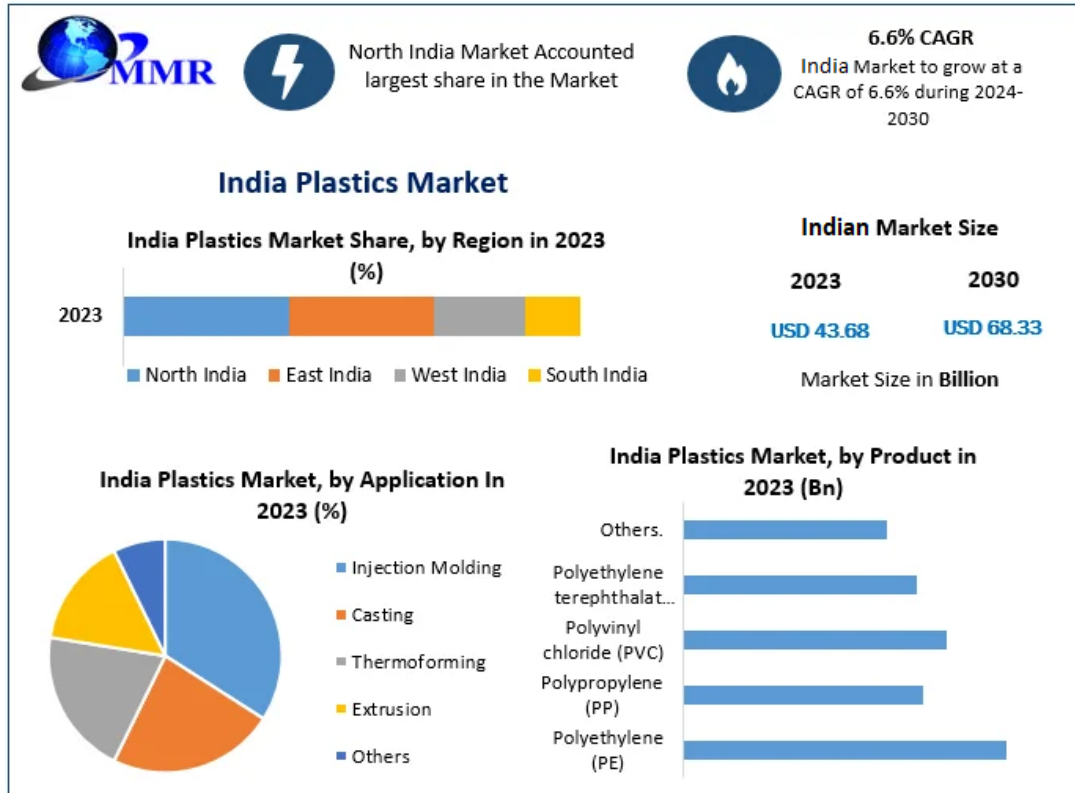 MMR
North India Market Accounted
largest share in the Market
6.6% CAGR
India Market to grow at a
CAGR of 6.6% during 2024-
2030
India Plastics Market
India Plastics Market Share, by Region in 2023
(%)
2023
North India
East India
West India
South India
Indian Market Size
2023
2030
USD 43.68
USD 68.33
Market Size in Billion
India Plastics Market, by Application In
2023 (%)
Injection Molding
Casting
Thermoforming
Extrusion
Others
India Plastics Market, by Product in
2023 (Bn)
Others.
Polyethylene
terephthalat...
Polyvinyl
chloride (PVC)
Polypropylene
(PP)
Polyethylene
(PE)